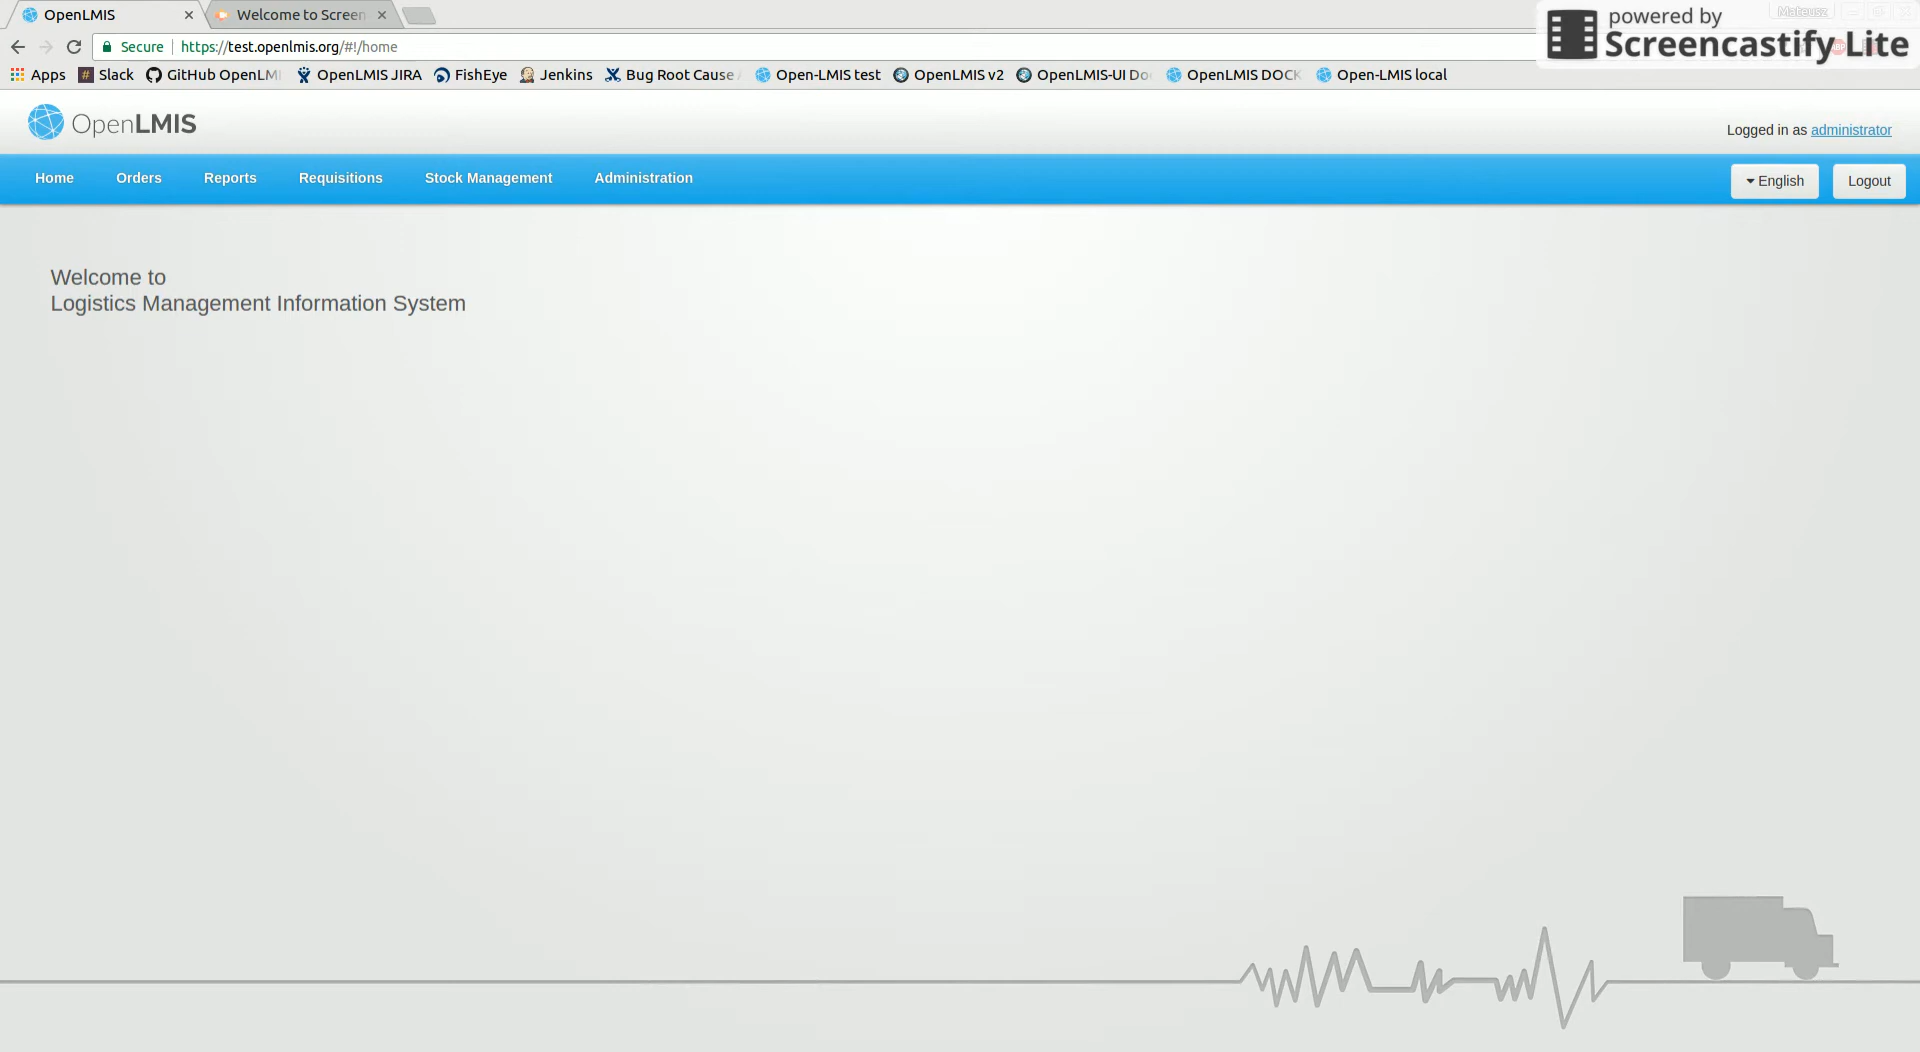 OpenLMIS
Welcome to Screen
Mateusz
powered by
Screencastify Lite
Secure https://test.openlmis.org/#!/home
Apps Slack GitHub OpenLM OpenLMIS JIRA FishEye Jenkins Bug Root Cause Open-LMIS test OpenLMIS v2 OpenLMIS-UI Do OpenLMIS DOCK Open-LMIS local
OpenLMIS
Logged in as administrator
Home Orders Reports Requisitions Stock Management Administration English Logout
Welcome to
Logistics Management Information System